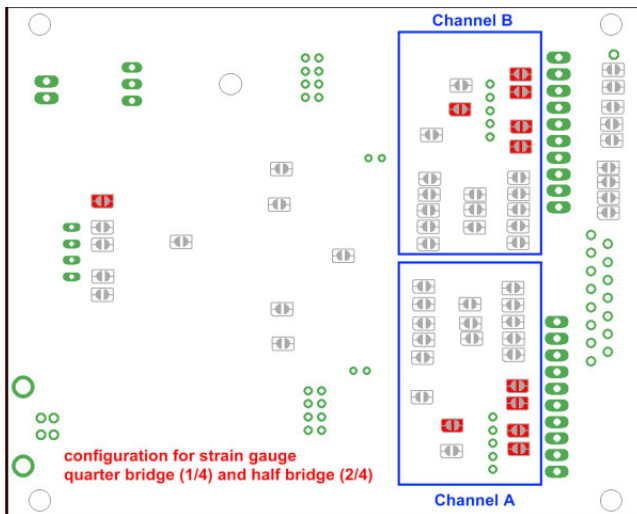 Channel B
configuration for strain gauge
quarter bridge (1/4) and half bridge (2/4)
Channel A